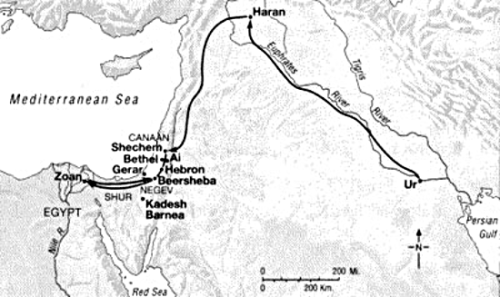 Haran
Euphrates
River
Tigris
River
Mediterranean Sea
CANAAN
Shechem
Bethel
Ai
Gerar
Hebron
Beersheba
Zoan
SHUR
NEGEV
Kadesh
Barnea
EGYPT
Nile R.
Red Sea
Ur
Persian
Gulf
N
0 200 Mi.
0 200 Km.